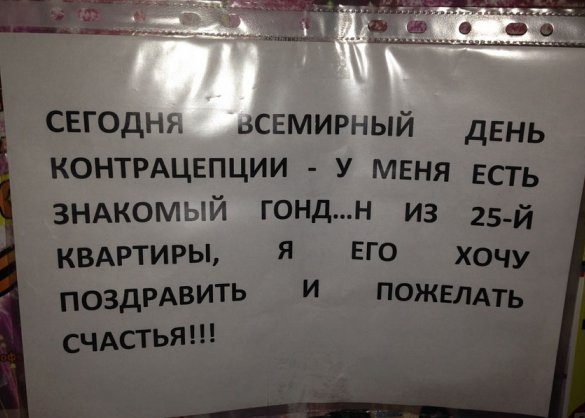 СЕГОДНЯ ВСЕМИРНЫЙ ДЕНЬ
КОНТРАЦЕПЦИИ - У МЕНЯ ЕСТЬ
ЗНАКОМЫЙ ГОНД...Н ИЗ 25-Й
КВАРТИРЫ, Я ЕГО ХОЧУ
ПОЗДРАВИТЬ И ПОЖЕЛАТЬ
СЧАСТЬЯ!!!